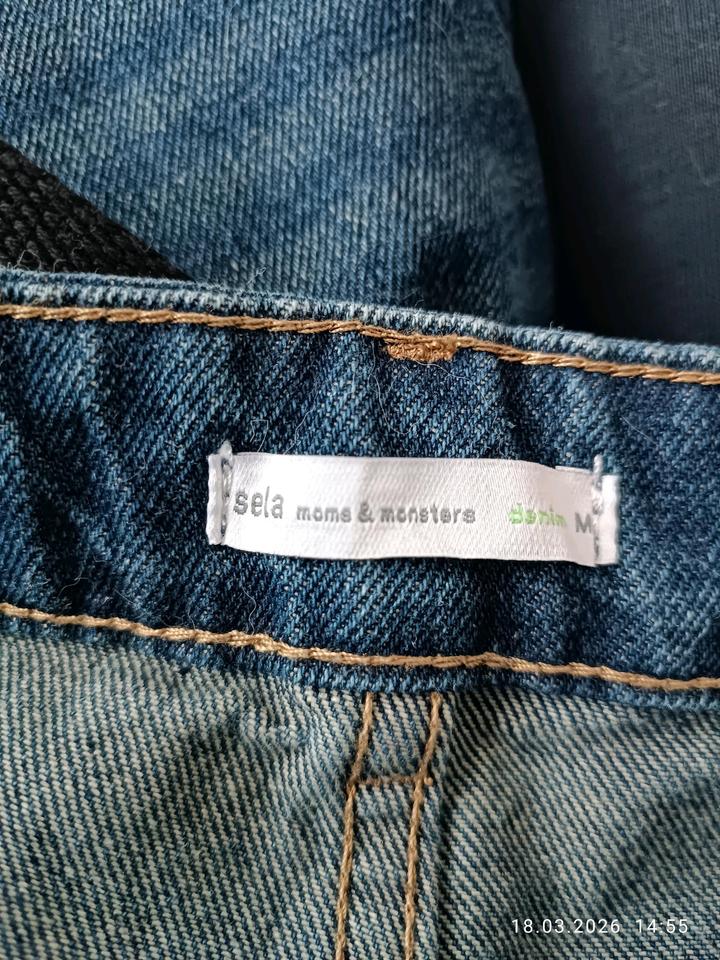 sela moms & monsters denim M
18.03.2026 14:55